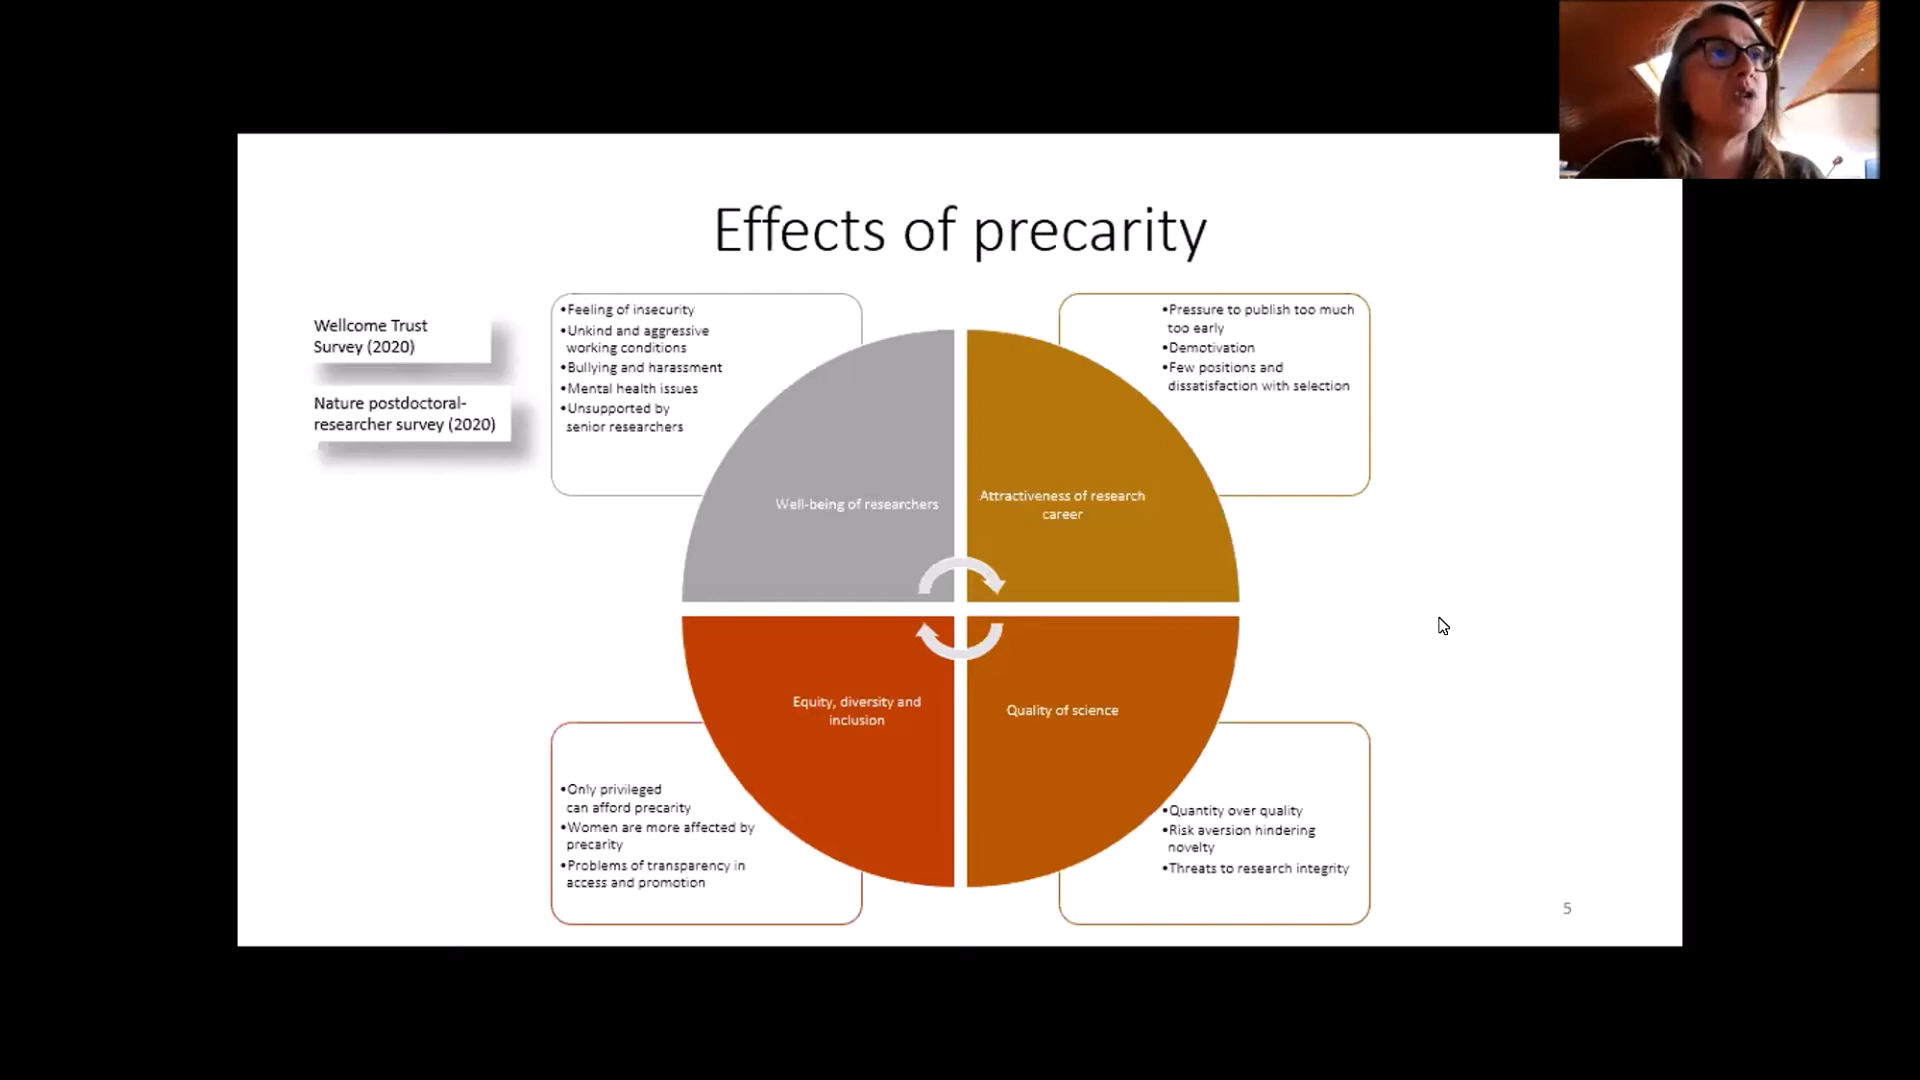 Effects of precarity
Wellcome Trust
Survey (2020)
Nature postdoctoral-
researcher survey (2020)
•Feeling of insecurity
•Unkind and aggressive
working conditions
•Bullying and harassment
•Mental health issues
•Unsupported by
senior researchers
•Pressure to publish too much
too early
•Demotivation
•Few positions and
dissatisfaction with selection
Well-being of researchers
Attractiveness of research
career
Equity, diversity and
inclusion
Quality of science
•Only privileged
can afford precarity
•Women are more affected by
precarity
•Problems of transparency in
access and promotion
•Quantity over quality
•Risk aversion hindering
novelty
•Threats to research integrity
5